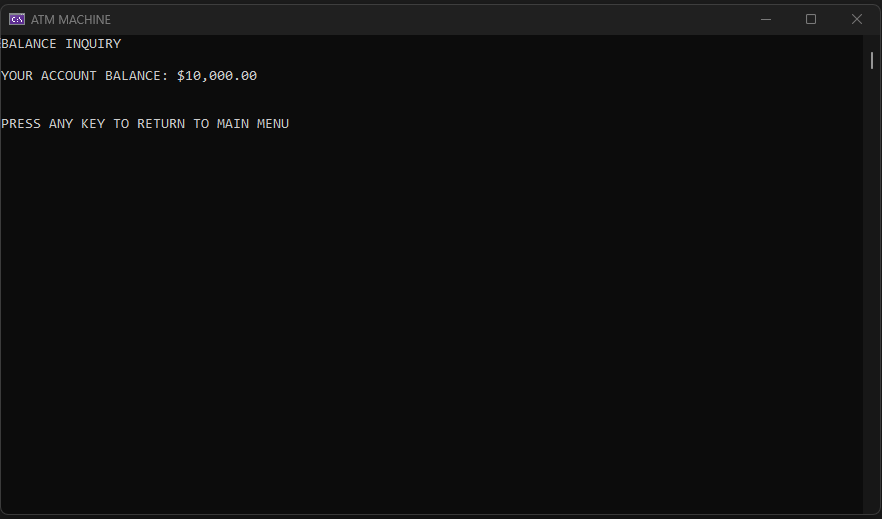 C:\
ATM MACHINE
BALANCE INQUIRY
YOUR ACCOUNT BALANCE: $10,000.00
PRESS ANY KEY TO RETURN TO MAIN MENU